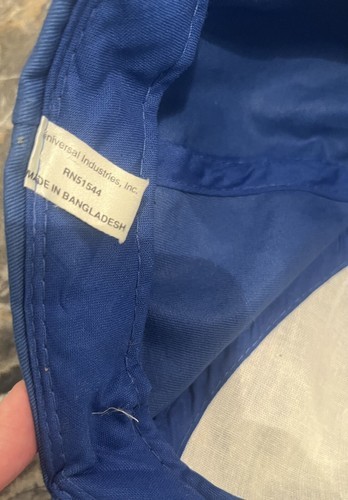 Universal Industries, Inc.
RN51544
MADE IN BANGLADESH